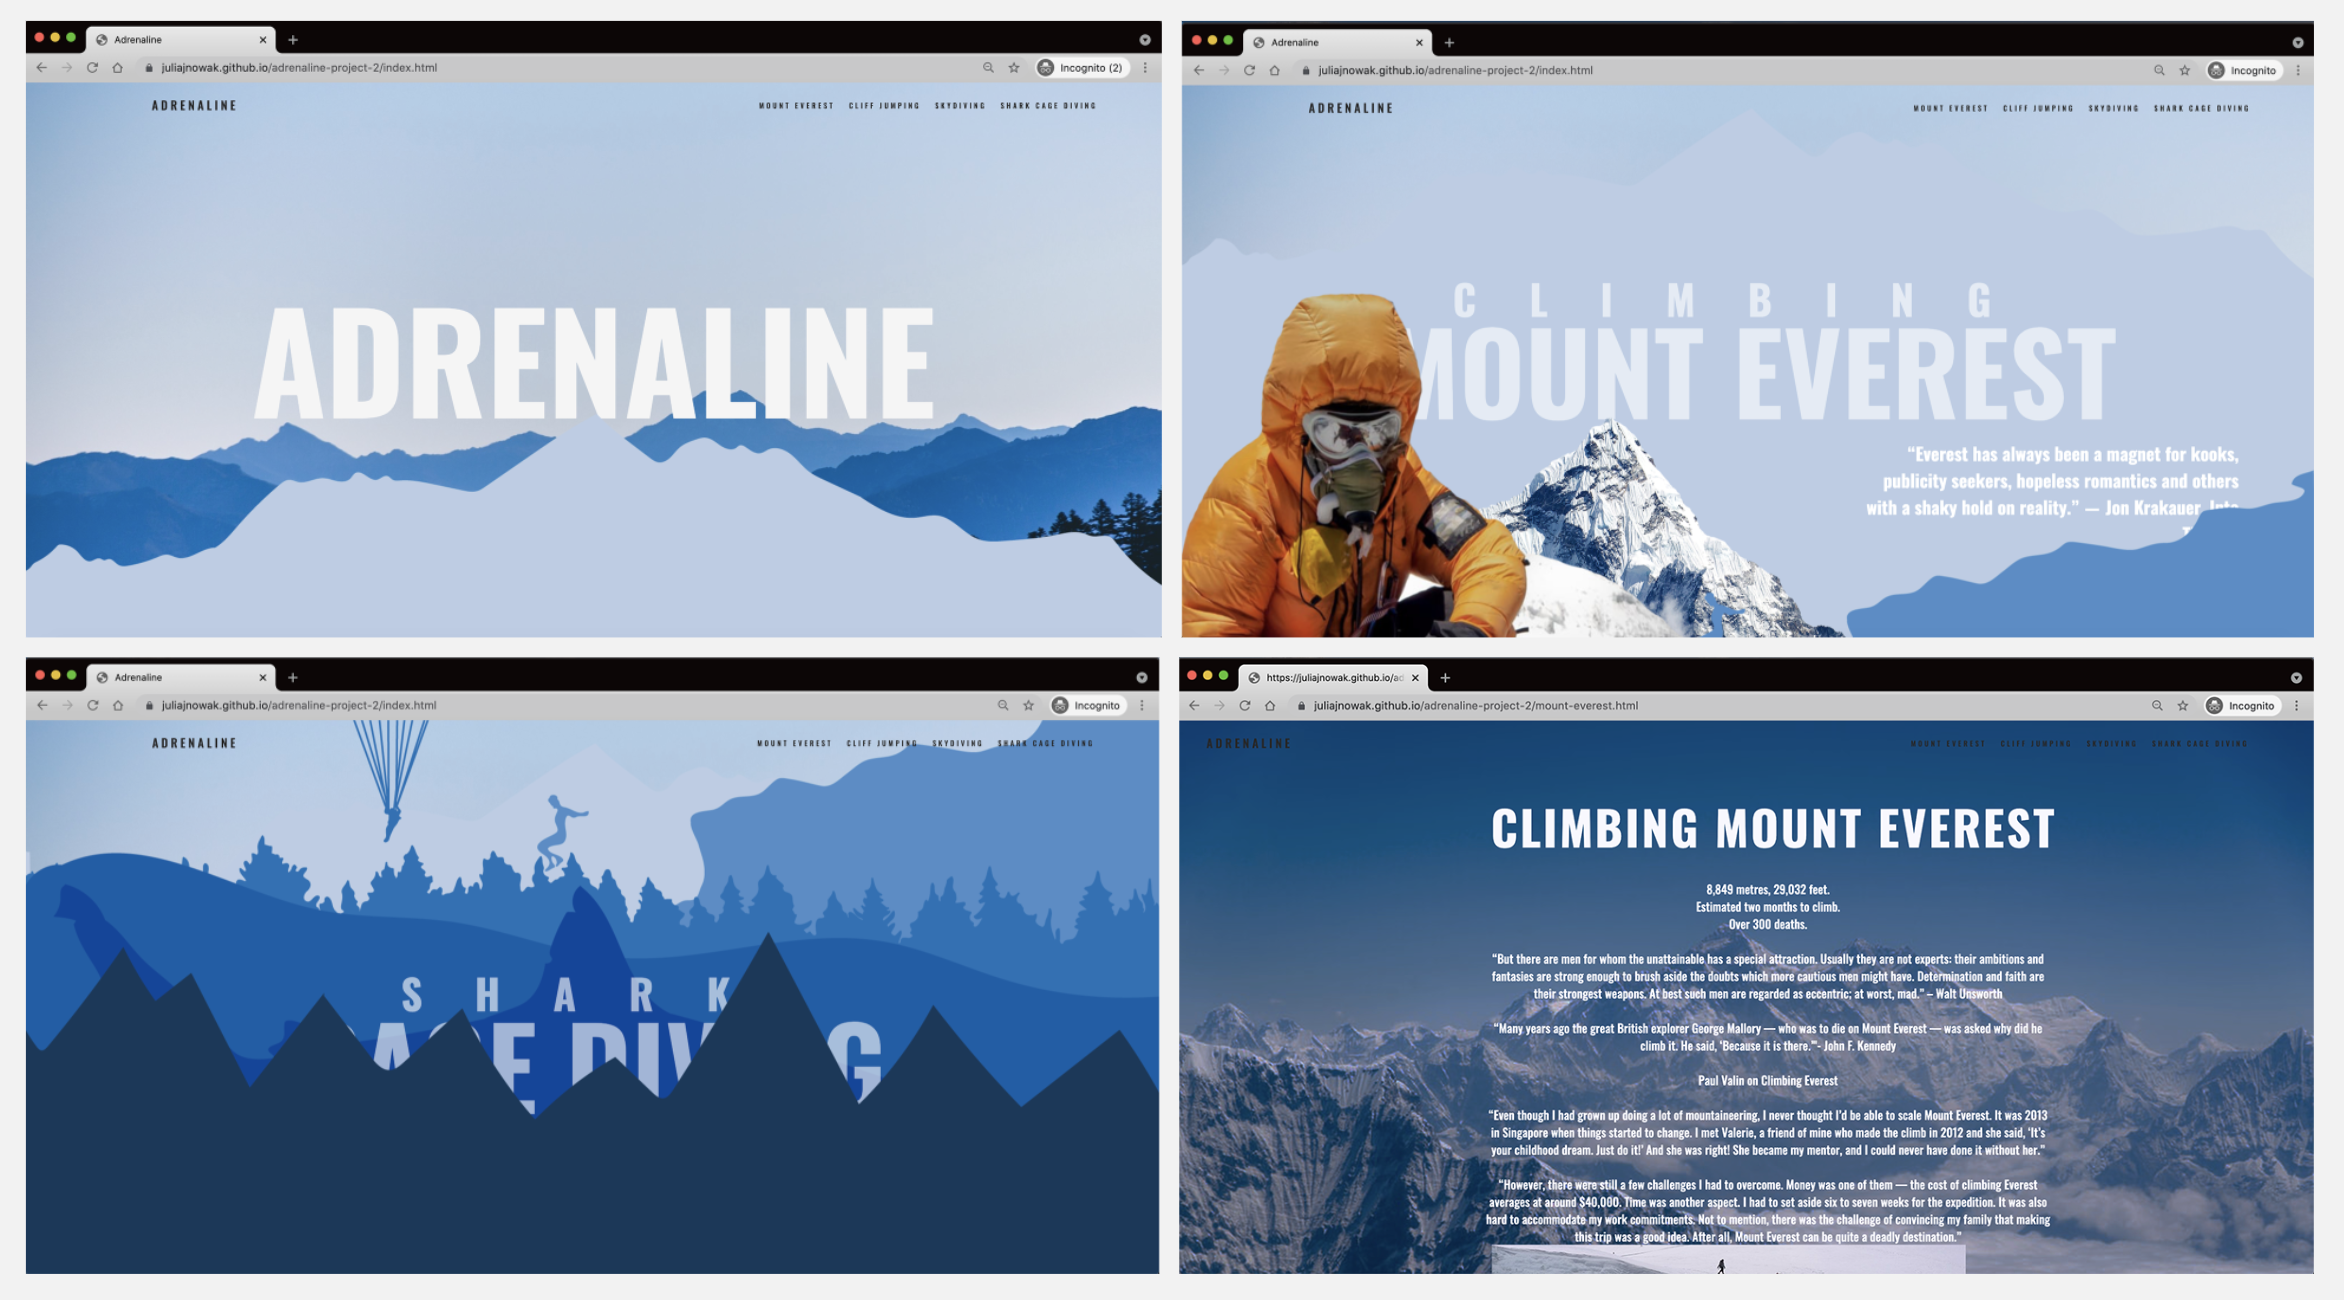 Adrenaline
juliajnowak.github.io/adrenaline-project-2/index.html
Incognito (2)
ADRENALINE
MOUNT EVEREST CLIFF JUMPING SKYDIVING SHARK CAGE DIVING
ADRENALINE
Adrenaline
juliajnowak.github.io/adrenaline-project-2/index.html
Incognito
ADRENALINE
MOUNT EVEREST CLIFF JUMPING SKYDIVING SHARK CAGE DIVING
CLIMBING
MOUNT EVEREST
“Everest has always been a magnet for kooks,
publicity seekers, hopeless romantics and others
with a shaky hold on reality.” — Jon Krakauer, Into
Adrenaline
juliajnowak.github.io/adrenaline-project-2/index.html
Incognito
ADRENALINE
MOUNT EVEREST CLIFF JUMPING SKYDIVING SHARK CAGE DIVING
SHARK
CAGE DIVING
https://juliajnowak.github.io/ad
juliajnowak.github.io/adrenaline-project-2/mount-everest.html
Incognito
ADRENALINE
MOUNT EVEREST CLIFF JUMPING SKYDIVING SHARK CAGE DIVING
CLIMBING MOUNT EVEREST
8,849 metres, 29,032 feet.
Estimated two months to climb.
Over 300 deaths.
“But there are men for whom the unattainable has a special attraction. Usually they are not experts: their ambitions and
fantasies are strong enough to brush aside the doubts which more cautious men might have. Determination and faith are
their strongest weapons. At best such men are regarded as eccentric; at worst, mad.” – Walt Unsworth
“Many years ago the great British explorer George Mallory — who was to die on Mount Everest — was asked why did he
climb it. He said, ‘Because it is there.’”- John F. Kennedy
Paul Valin on Climbing Everest
“Even though I had grown up doing a lot of mountaineering, I never thought I’d be able to scale Mount Everest. It was 2013
in Singapore when things started to change. I met Valerie, a friend of mine who made the climb in 2012 and she said, ‘It’s
your childhood dream. Just do it!’ And she was right! She became my mentor, and I could never have done it without her.”
“However, there were still a few challenges I had to overcome. Money was one of them — the cost of climbing Everest
averages at around $40,000. Time was another aspect. I had to set aside six to seven weeks for the expedition. It was also
hard to accommodate my work commitments. Not to mention, there was the challenge of convincing my family that making
this trip was a good idea. After all, Mount Everest can be quite a deadly destination.”